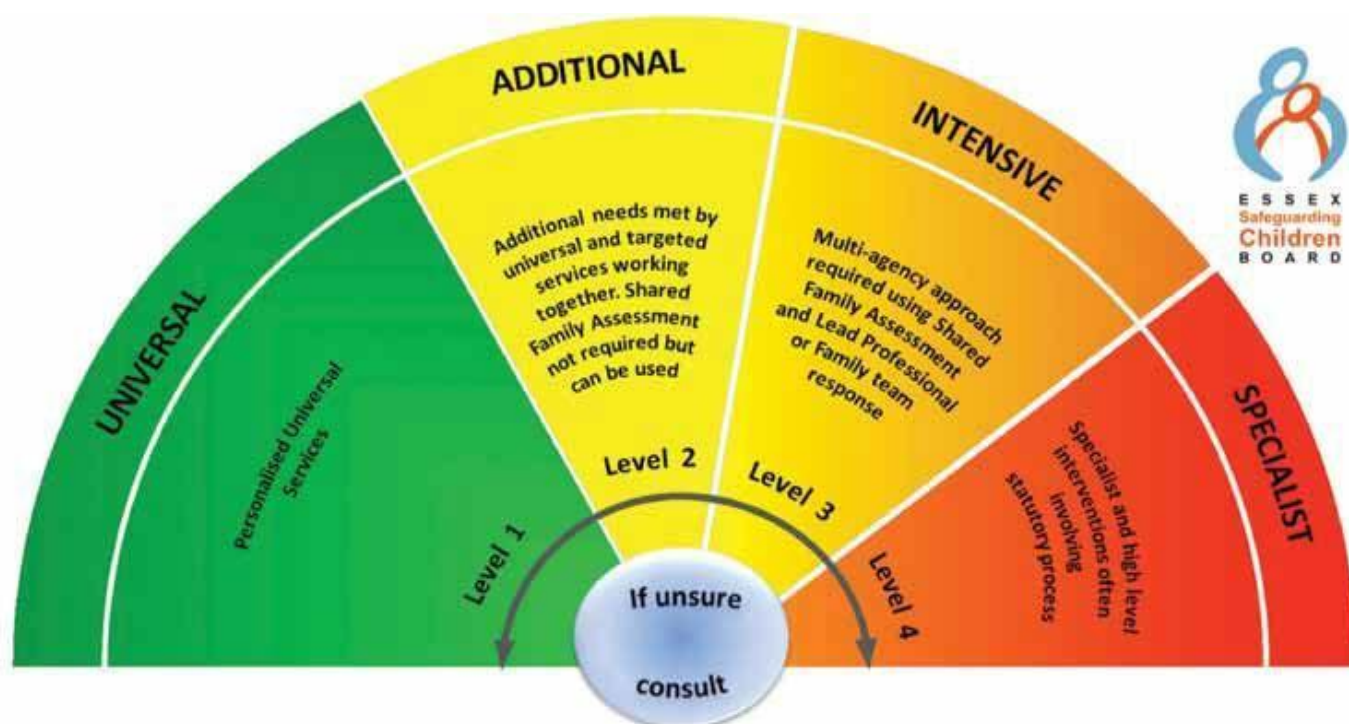 UNIVERSAL
Personalised Universal
Services
Level 1
ADDITIONAL
Additional needs met by
universal and targeted
services working
together. Shared
Family Assessment
not required but
can be used
Level 2
INTENSIVE
Multi-agency approach
required using Shared
Family Assessment
and Lead Professional
or Family team
response
Level 3
SPECIALIST
Specialist and high level
interventions often
involving
statutory process
Level 4
If unsure
consult
ESSEX
Safeguarding
Children
BOARD